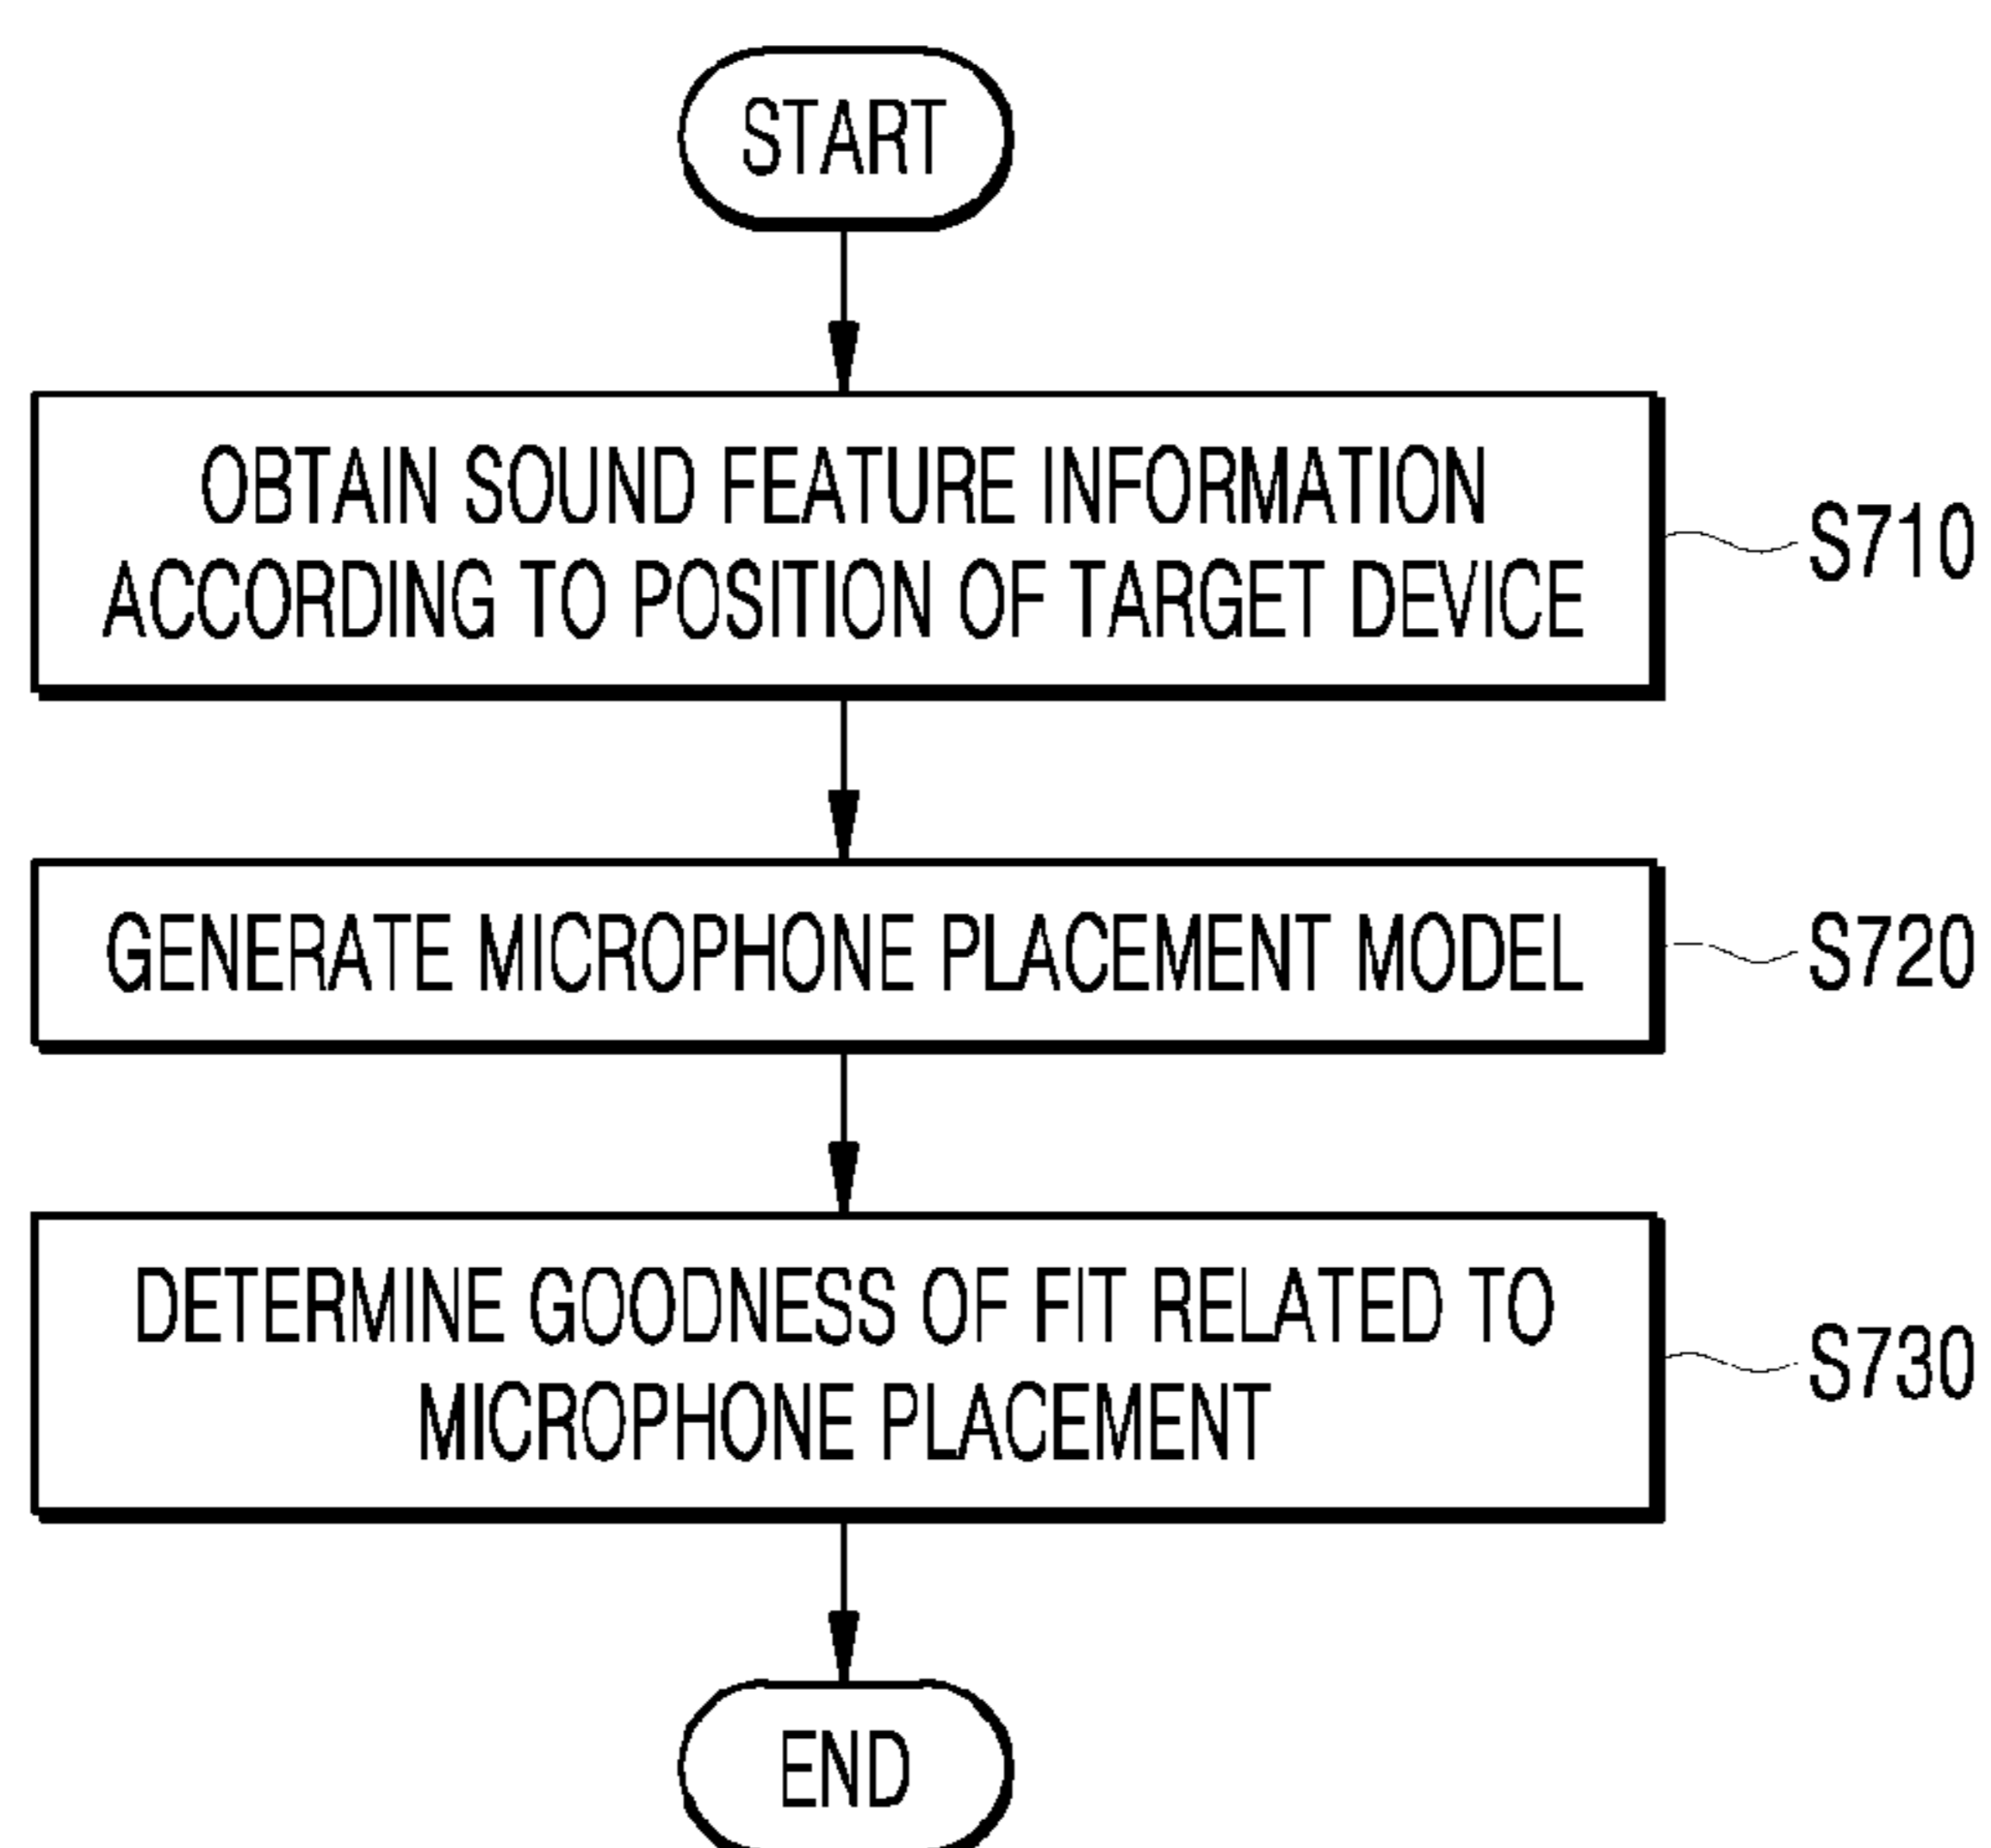 START
OBTAIN SOUND FEATURE INFORMATION
ACCORDING TO POSITION OF TARGET DEVICE
S710
GENERATE MICROPHONE PLACEMENT MODEL
S720
DETERMINE GOODNESS OF FIT RELATED TO
MICROPHONE PLACEMENT
S730
END